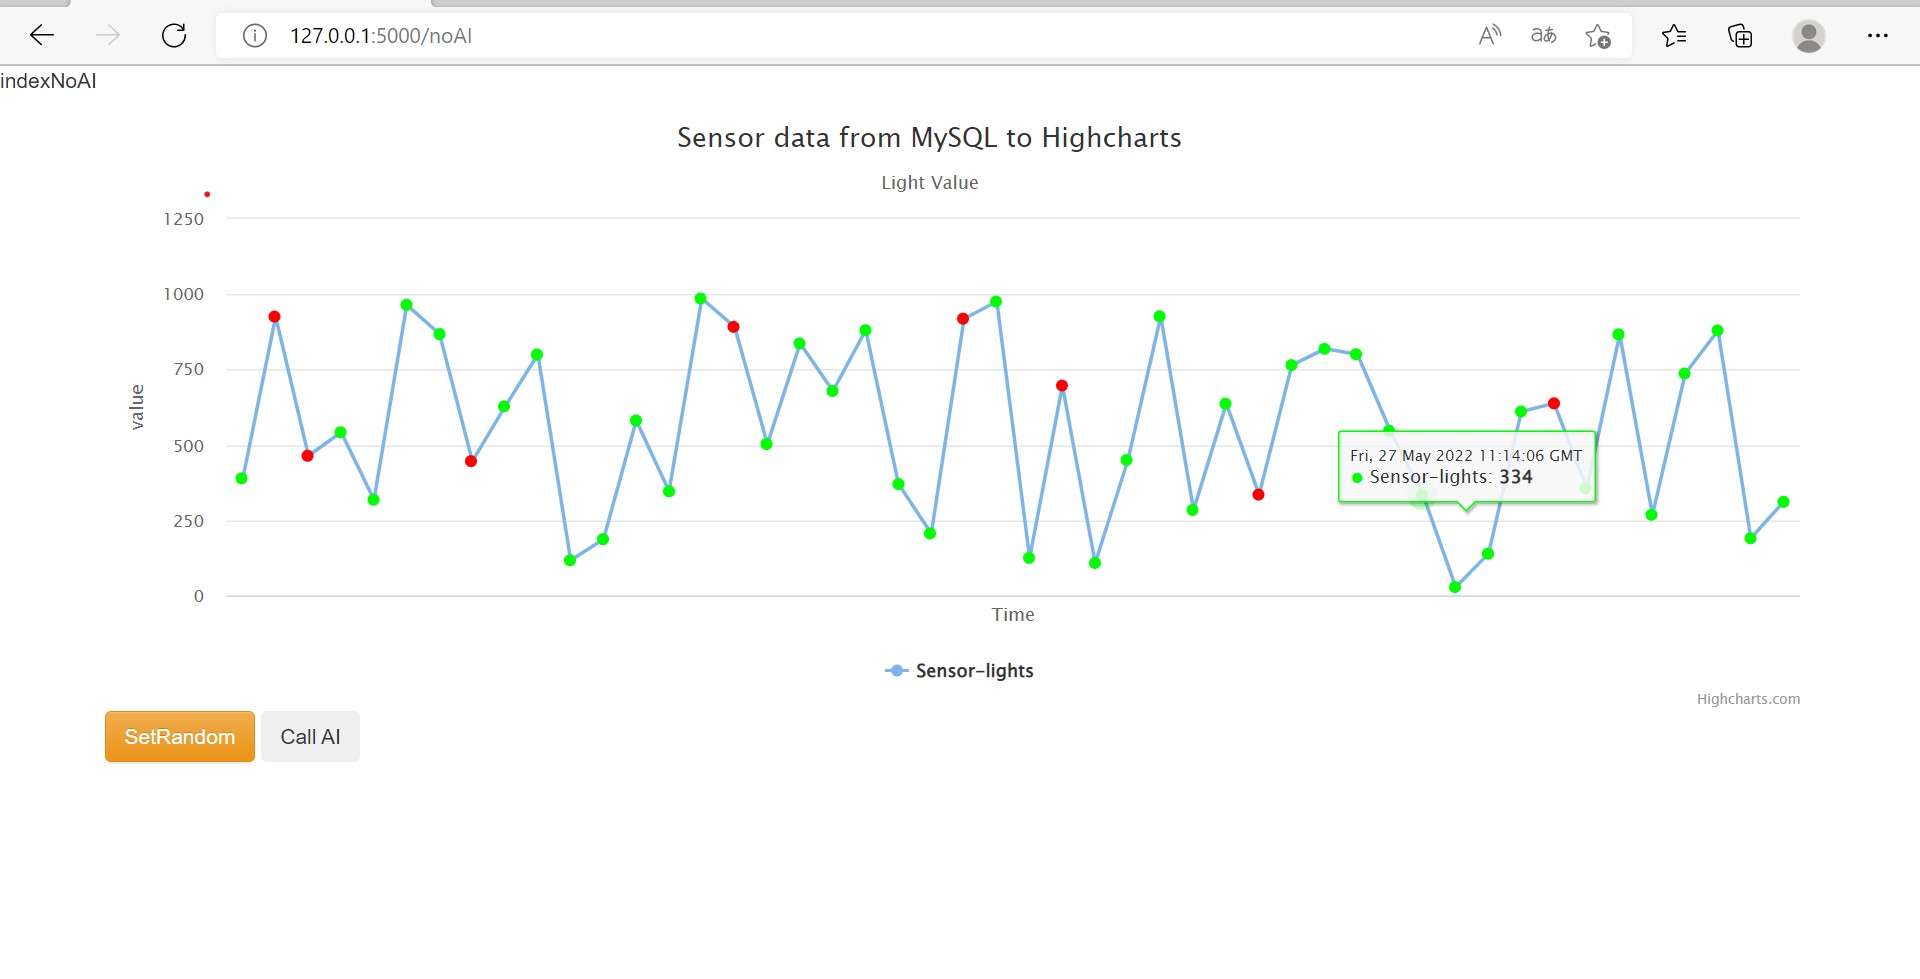 127.0.0.1:5000/noAI
indexNoAI
Sensor data from MySQL to Highcharts
Light Value
1250
1000
750
500
250
0
value
Fri, 27 May 2022 11:14:06 GMT
Sensor-lights: 334
Time
Sensor-lights
Highcharts.com
SetRandom
Call AI